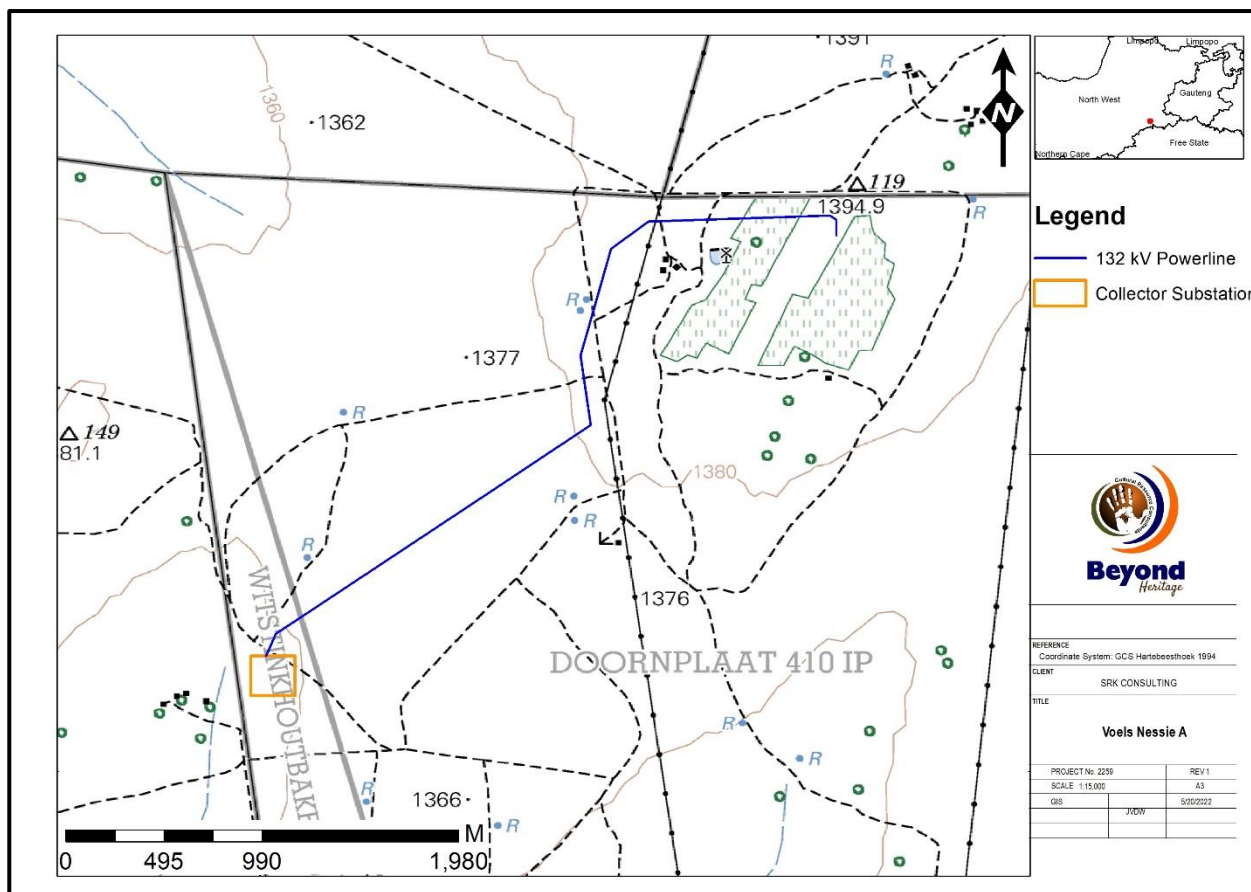 1391
R
1360
1362
119
1394.9
R
R
1377
R
149
81.1
1380
R
R
1376
WITSTINKHOUTBAKE
R
DOORNPLAAT 410 IP
R
1366
R
R
M
0 495 990 1,980
N
Limpopo
Limpopo
North West
Gauteng
Free State
Northern Cape
Legend
132 kV Powerline
Collector Substation
Beyond
Heritage
REFERENCE
Coordinate System: GCS Hartebeesthoek 1994
CLIENT
SRK CONSULTING
TITLE
Voels Nessie A
PROJECT No. 2259 REV 1
SCALE 1:15,000 A3
GIS 5/20/2022
JVDW